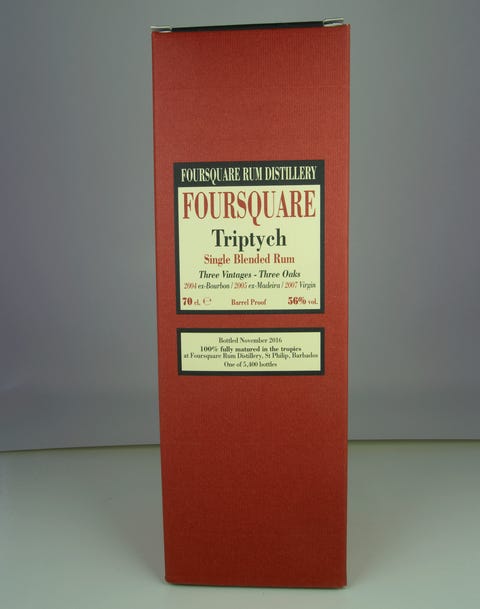 FOURSQUARE RUM DISTILLERY
FOURSQUARE
Triptych
Single Blended Rum
Three Vintages - Three Oaks
2004 ex-Bourbon / 2005 ex-Madeira / 2007 Virgin
70 cl. ℮ Barrel Proof 56% vol.
Bottled November 2016
100% fully matured in the tropics
at Foursquare Rum Distillery, St Philip, Barbados
One of 5,400 bottles